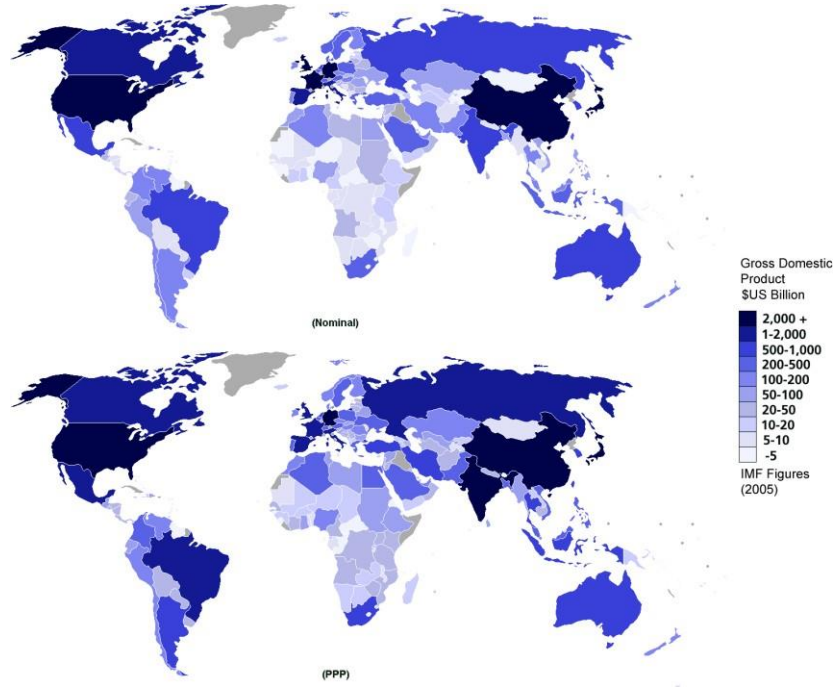 (Nominal)
Gross Domestic
Product
$US Billion
2,000 +
1-2,000
500-1,000
200-500
100-200
50-100
20-50
10-20
5-10
-5
IMF Figures
(2005)
(PPP)